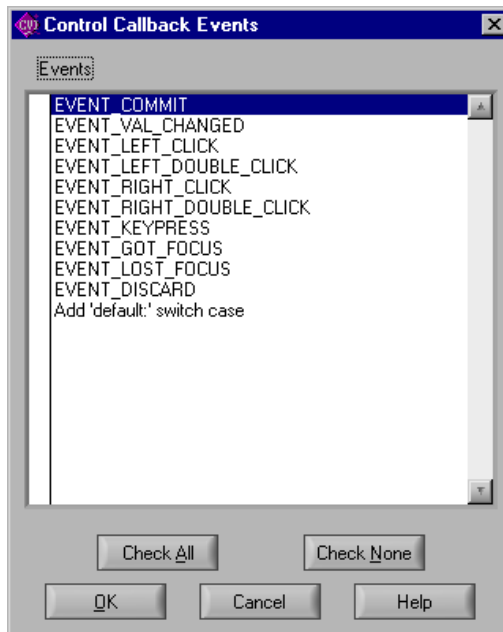 CVI Control Callback Events
Events
EVENT_COMMIT
EVENT_VAL_CHANGED
EVENT_LEFT_CLICK
EVENT_LEFT_DOUBLE_CLICK
EVENT_RIGHT_CLICK
EVENT_RIGHT_DOUBLE_CLICK
EVENT_KEYPRESS
EVENT_GOT_FOCUS
EVENT_LOST_FOCUS
EVENT_DISCARD
Add 'default:' switch case
Check All Check None
OK Cancel Help